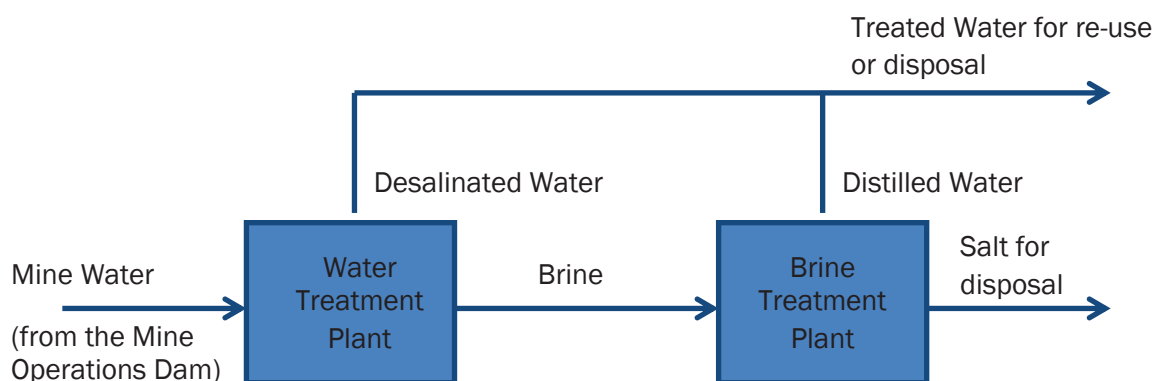 Treated Water for re-use
or disposal
Desalinated Water
Distilled Water
Mine Water
(from the Mine
Operations Dam)
Water
Treatment
Plant
Brine
Brine
Treatment
Plant
Salt for
disposal